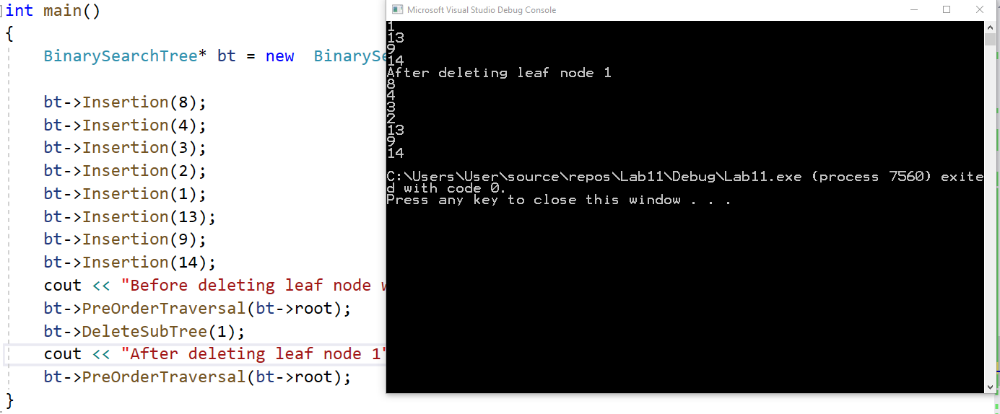 int main()
{
BinarySearchTree* bt = new BinarySe
bt->Insertion(8);
bt->Insertion(4);
bt->Insertion(3);
bt->Insertion(2);
bt->Insertion(1);
bt->Insertion(13);
bt->Insertion(9);
bt->Insertion(14);
cout << "Before deleting leaf node w
bt->PreOrderTraversal(bt->root);
bt->DeleteSubTree(1);
cout << "After deleting leaf node 1"
bt->PreOrderTraversal(bt->root);
}
Microsoft Visual Studio Debug Console
1
13
9
14
After deleting leaf node 1
8
4
3
2
13
9
14
C:\Users\User\source\repos\Lab11\Debug\Lab11.exe (process 7560) exite
d with code 0.
Press any key to close this window . . .